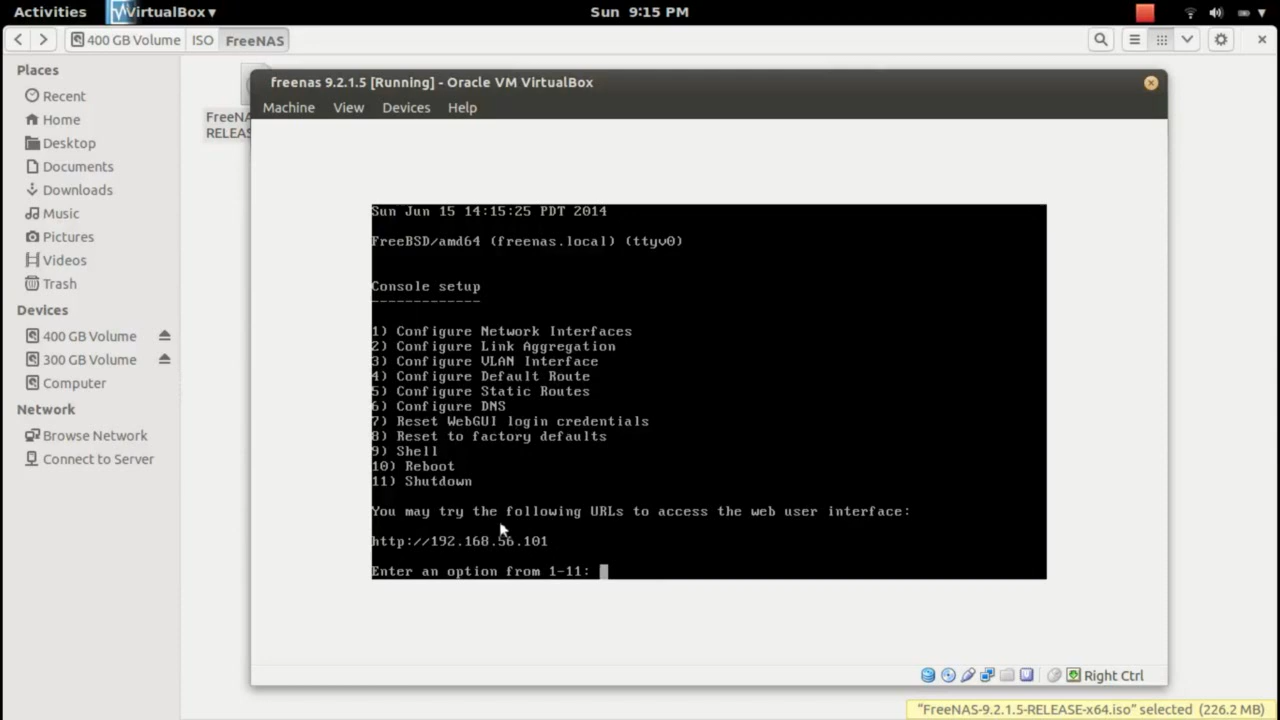 Activities
VirtualBox ▾
Sun 9:15 PM
400 GB Volume
ISO
FreeNAS
Places
Recent
Home
Desktop
Documents
Downloads
Music
Pictures
Videos
Trash
Devices
400 GB Volume
300 GB Volume
Computer
Network
Browse Network
Connect to Server
FreeNA
RELEAS
freenas 9.2.1.5 [Running] - Oracle VM VirtualBox
Machine View Devices Help
Sun Jun 15 14:15:25 PDT 2014
FreeBSD/amd64 (freenas.local) (ttyv0)
Console setup
-------------
1) Configure Network Interfaces
2) Configure Link Aggregation
3) Configure VLAN Interface
4) Configure Default Route
5) Configure Static Routes
6) Configure DNS
7) Reset WebGUI login credentials
8) Reset to factory defaults
9) Shell
10) Reboot
11) Shutdown
You may try the following URLs to access the web user interface:
http://192.168.56.101
Enter an option from 1-11:
Right Ctrl
“FreeNAS-9.2.1.5-RELEASE-x64.iso” selected (226.2 MB)